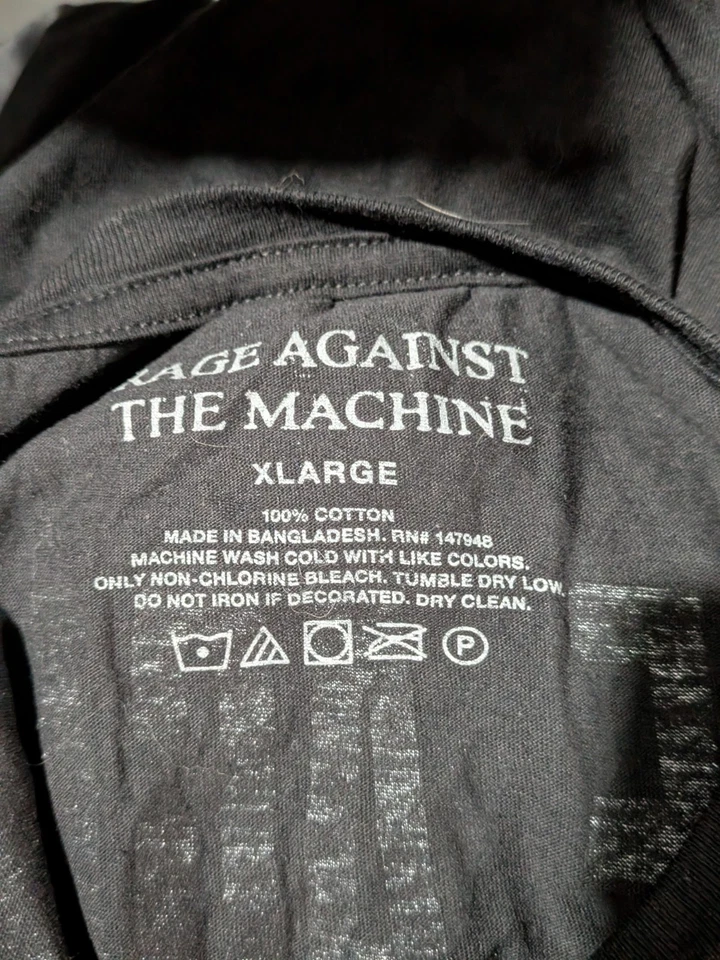 RAGE AGAINST
THE MACHINE
XLARGE
100% COTTON
MADE IN BANGLADESH. RN# 147948
MACHINE WASH COLD WITH LIKE COLORS.
ONLY NON-CHLORINE BLEACH. TUMBLE DRY LOW.
DO NOT IRON IF DECORATED. DRY CLEAN.
P